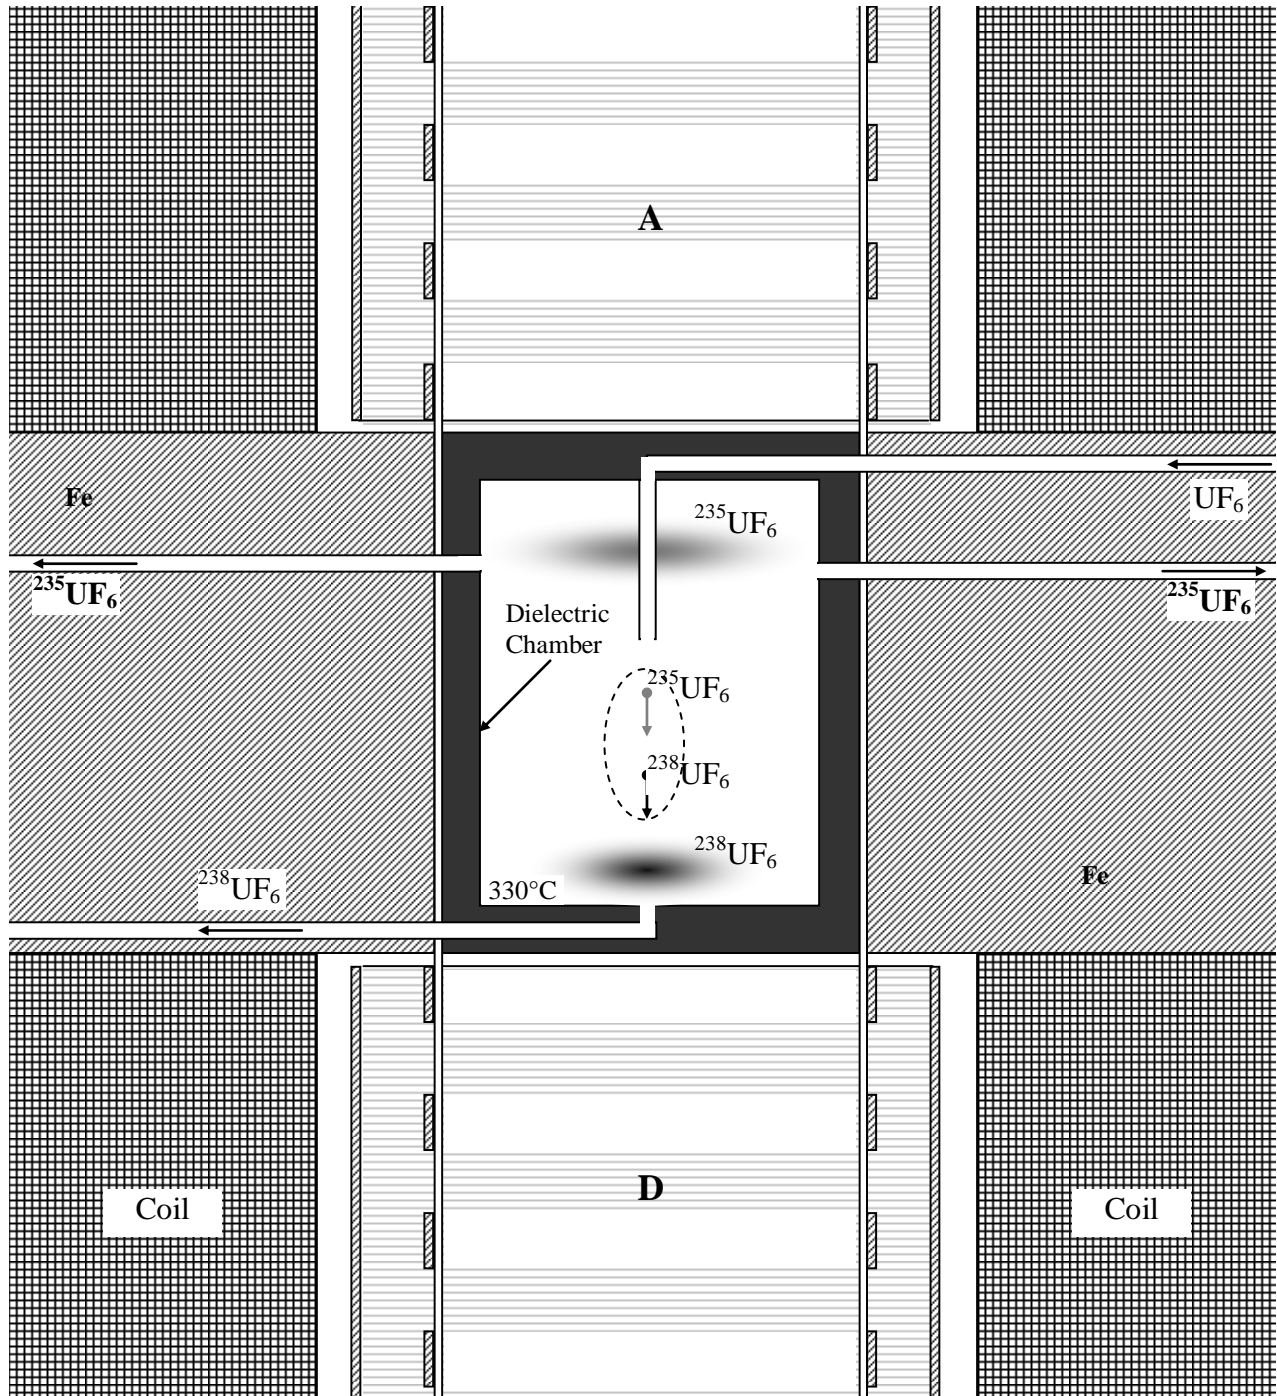 A
Fe
UF₆
²³⁵UF₆
²³⁵UF₆
²³⁵UF₆
Dielectric
Chamber
²³⁵UF₆
²³⁸UF₆
²³⁸UF₆
330°C
²³⁸UF₆
Fe
D
Coil
Coil